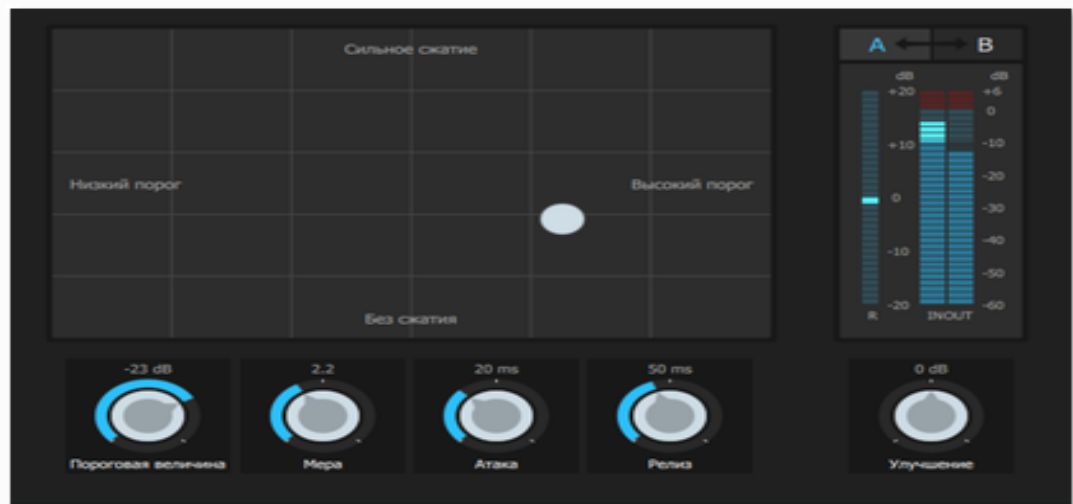 Сильное сжатие
Низкий порог
Высокий порог
Без сжатия
A B
dB dB
+20 +6
0
+10 -10
-20
0 -30
-10 -40
-50
-20 -60
R INOUT
-23 dB 2.2 20 ms 50 ms 0 dB
Пороговая величина Мера Атака Релиз Улучшение